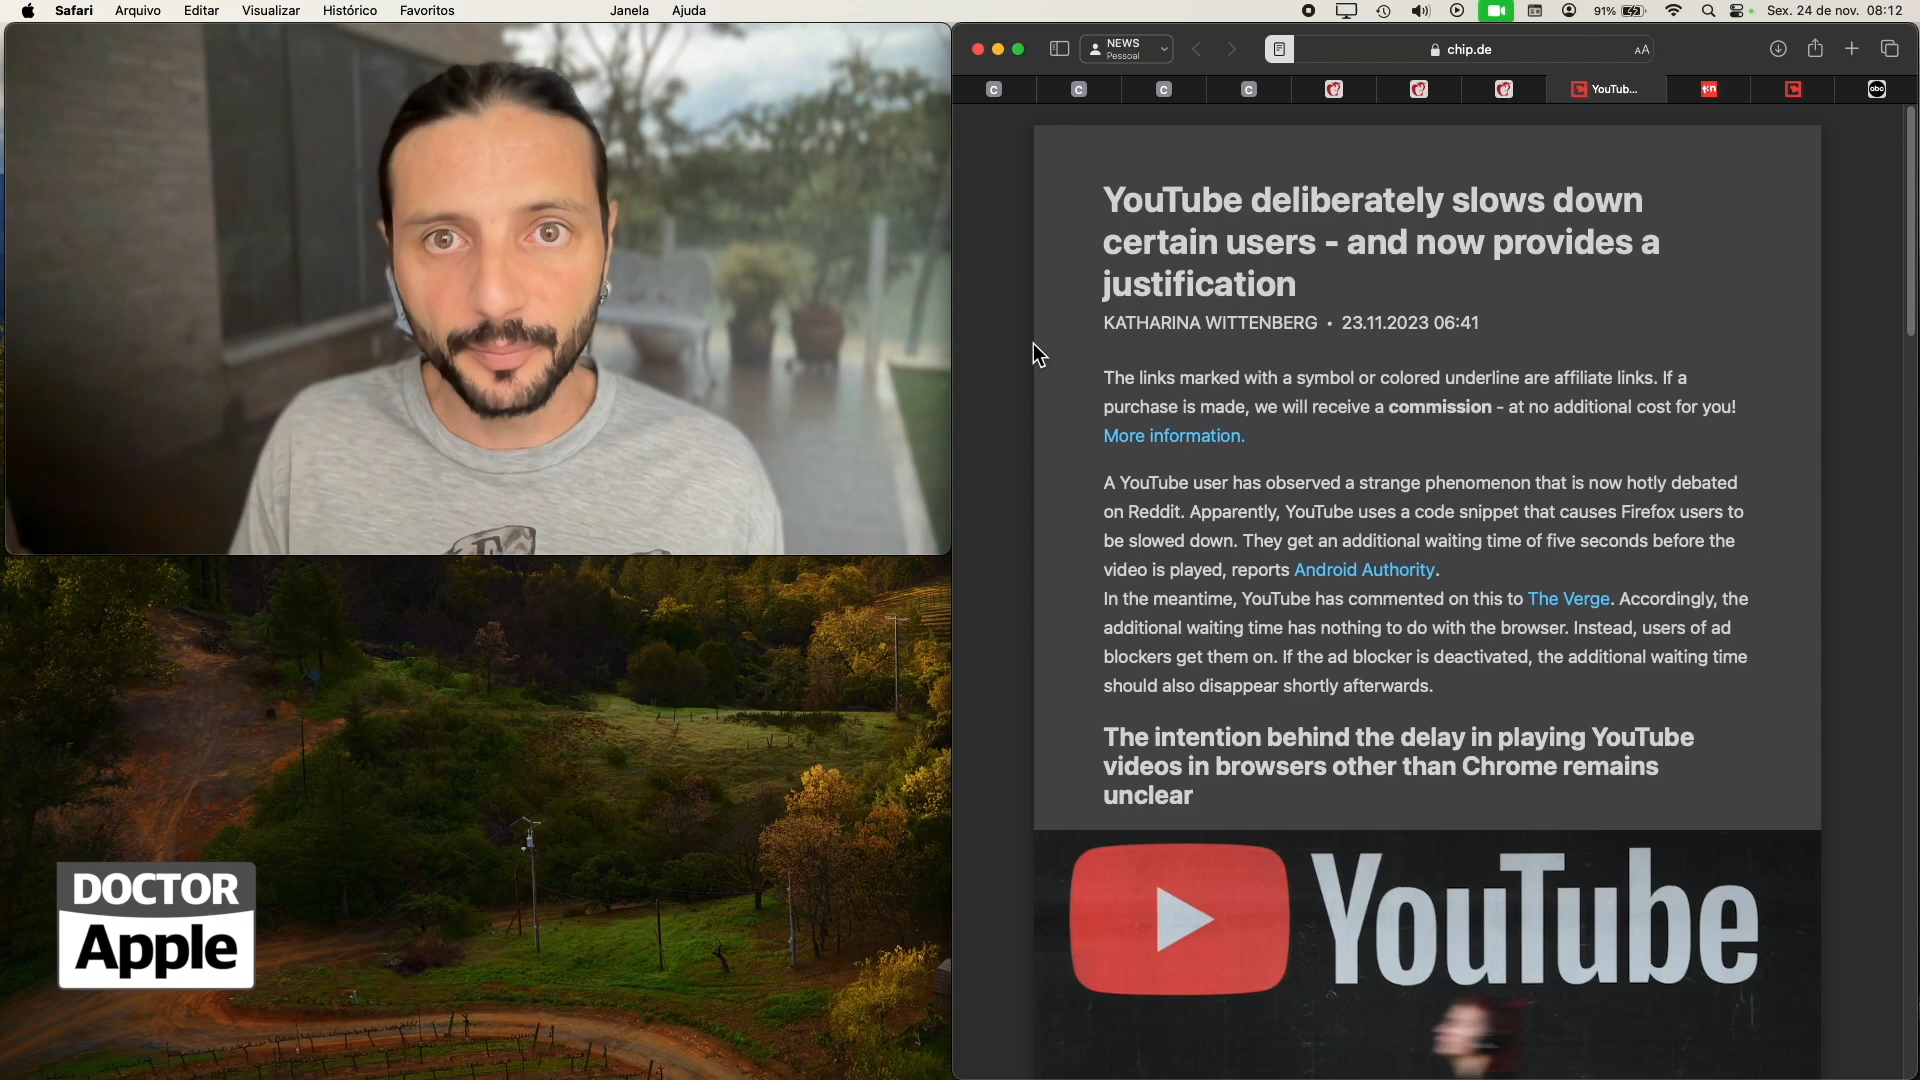 Safari Arquivo Editar Visualizar Histórico Favoritos Janela Ajuda
91% Sex. 24 de nov. 08:12
NEWS
Pessoal
chip.de
AA
C C C C YouTub... t3n abc
YouTube deliberately slows down
certain users - and now provides a
justification
KATHARINA WITTENBERG • 23.11.2023 06:41
The links marked with a symbol or colored underline are affiliate links. If a
purchase is made, we will receive a commission - at no additional cost for you!
More information.
A YouTube user has observed a strange phenomenon that is now hotly debated
on Reddit. Apparently, YouTube uses a code snippet that causes Firefox users to
be slowed down. They get an additional waiting time of five seconds before the
video is played, reports Android Authority.
In the meantime, YouTube has commented on this to The Verge. Accordingly, the
additional waiting time has nothing to do with the browser. Instead, users of ad
blockers get them on. If the ad blocker is deactivated, the additional waiting time
should also disappear shortly afterwards.
The intention behind the delay in playing YouTube
videos in browsers other than Chrome remains
unclear
YouTube
DOCTOR
Apple